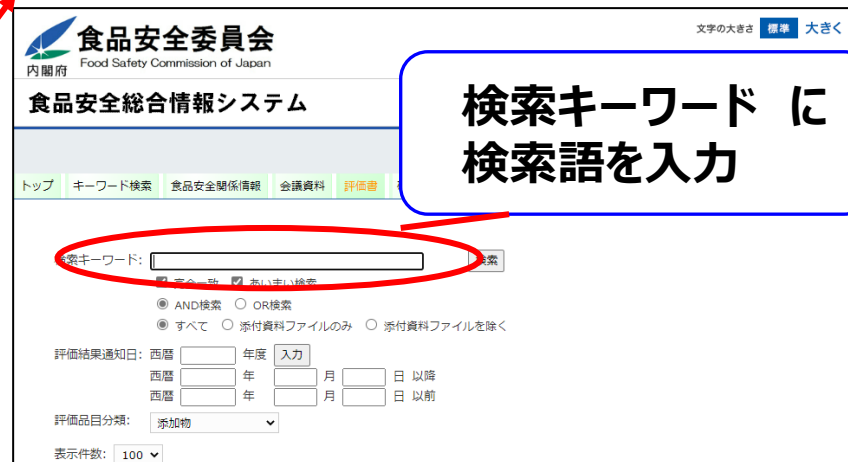 文字の大きさ 標準 大きく
食品安全委員会
内閣府 Food Safety Commission of Japan
食品安全総合情報システム
検索キーワード に
検索語を入力
トップ キーワード検索 食品安全関係情報 会議資料 評価書
検索キーワード: 検索
完全一致 あいまい検索
AND検索 OR検索
すべて 添付資料ファイルのみ 添付資料ファイルを除く
評価結果通知日: 西暦 年度 入力
西暦 年 月 日 以降
西暦 年 月 日 以前
評価品目分類: 添加物
表示件数: 100